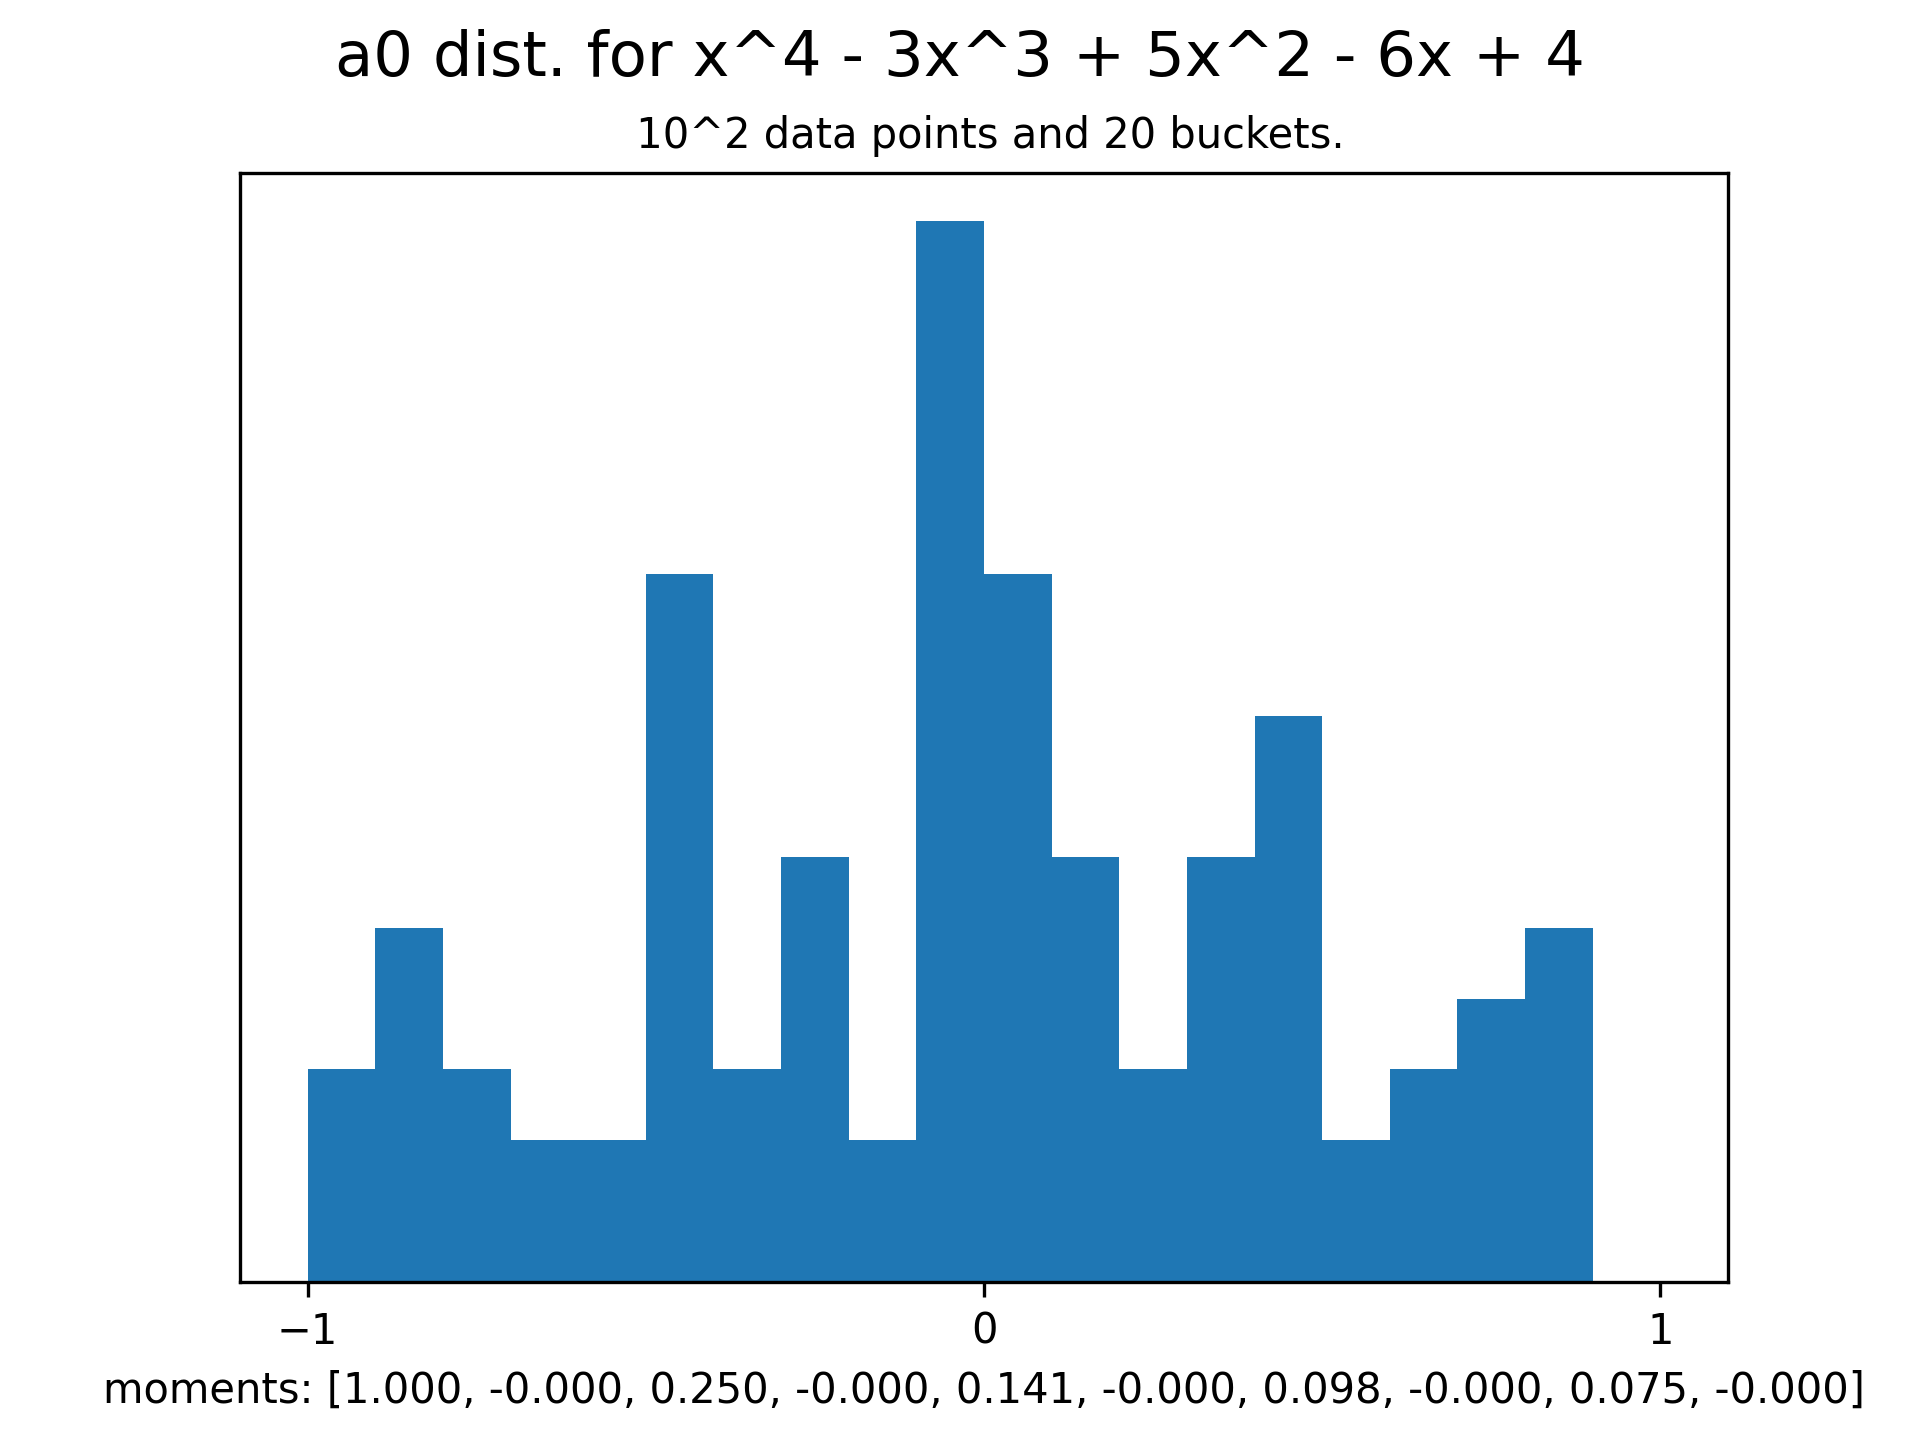 a0 dist. for x^4 - 3x^3 + 5x^2 - 6x + 4
10^2 data points and 20 buckets.
−1 0 1
moments: [1.000, -0.000, 0.250, -0.000, 0.141, -0.000, 0.098, -0.000, 0.075, -0.000]